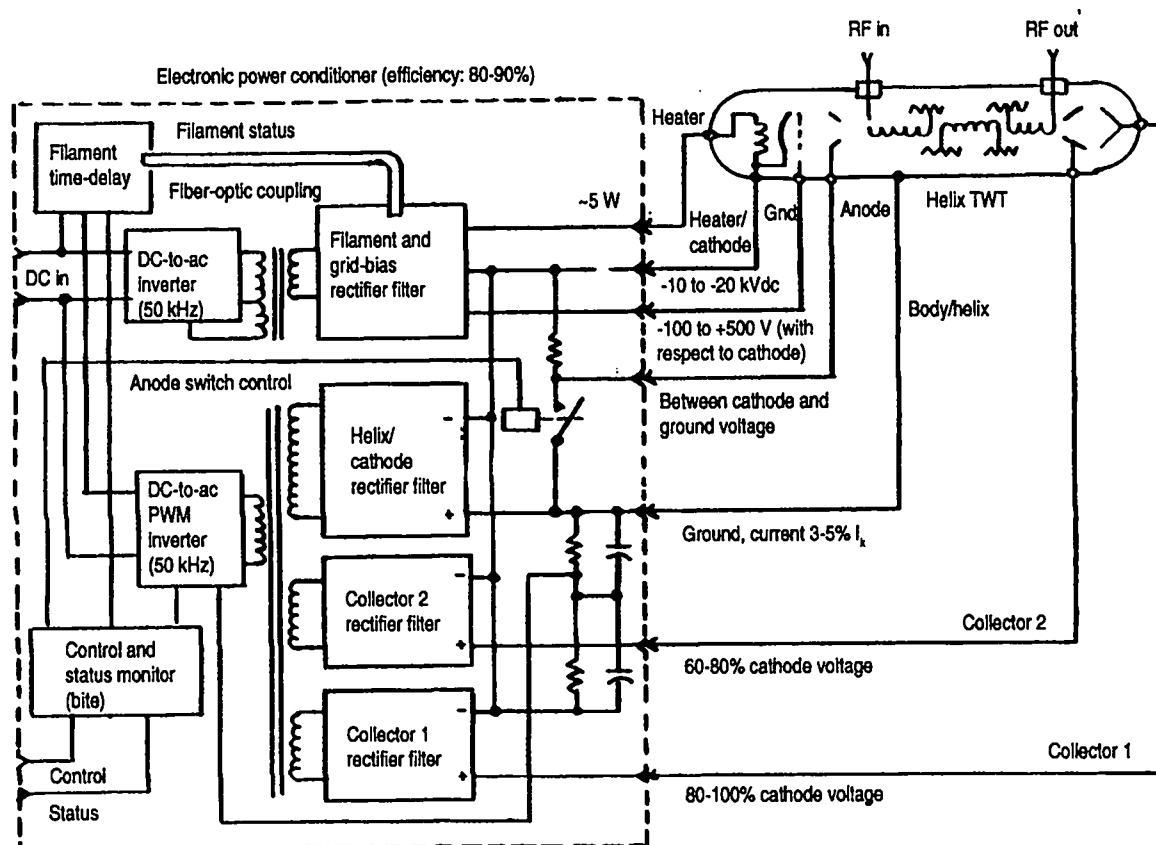 RF in
RF out
Electronic power conditioner (efficiency: 80-90%)
Heater
Filament
time-delay
Filament status
Fiber-optic coupling
~5 W
Heater/
cathode
Gnd
Anode
Helix TWT
DC in
DC-to-ac
inverter
(50 kHz)
Filament and
grid-bias
rectifier filter
-10 to -20 kVdc
Body/helix
-100 to +500 V (with
respect to cathode)
Anode switch control
Between cathode and
ground voltage
Helix/
cathode
rectifier filter
-
+
DC-to-ac
PWM
inverter
(50 kHz)
Ground, current 3-5% Ik
Collector 2
rectifier filter
-
+
Collector 2
60-80% cathode voltage
Control and
status monitor
(bite)
Collector 1
rectifier filter
-
+
Collector 1
80-100% cathode voltage
Control
Status